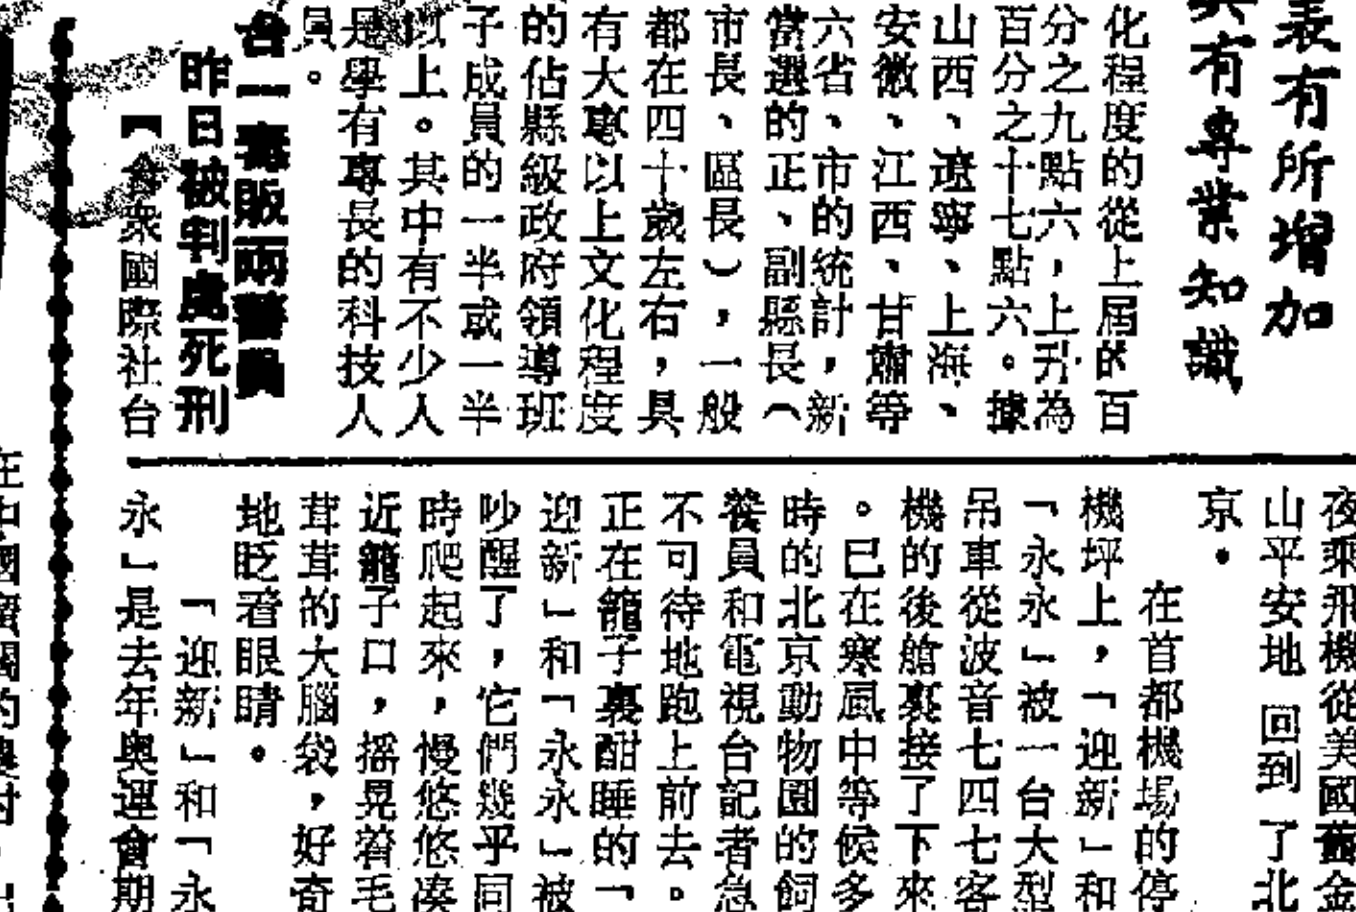 表有所增加
具有專業知識
化程度的從上屆的百
分之九點六，上升為
百分之十七點六。據
山西、遼寧、上海、
安徽、江西、甘肅等
六省、市的統計，新
當選的正、副縣長（
市長、區長），一般
都在四十歲左右，具
有大專以上文化程度
的佔縣級政府領導班
子成員的一半或一半
以上。其中有不少人
是學有專長的科技人
員。
台一毒販兩警員
昨日被判處死刑
【合眾國際社台
夜乘飛機從美國舊金
山平安地回到了北
京。
在首都機場的停
機坪上，「迎新」和
「永永」被一台大型
吊車從波音七四七客
機的後艙裏接了下來
。已在寒風中等候多
時的北京動物園的飼
養員和電視台記者急
不可待地跑上前去。
正在籠子裏酣睡的「
迎新」和「永永」被
吵醒了，它們幾乎同
時爬起來，慢悠悠湊
近籠子口，搖晃着毛
茸茸的大腦袋，好奇
地眨着眼睛。
「迎新」和「永
永」是去年奧運會期